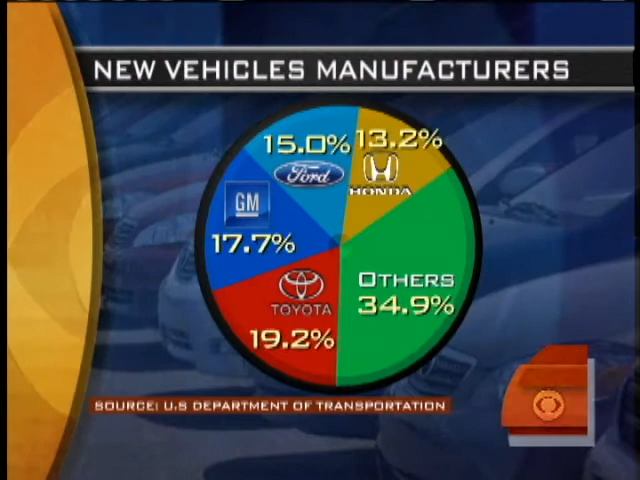 NEW VEHICLES MANUFACTURERS
15.0%
13.2%
Ford
HONDA
GM
17.7%
OTHERS
34.9%
TOYOTA
19.2%
SOURCE: U.S DEPARTMENT OF TRANSPORTATION